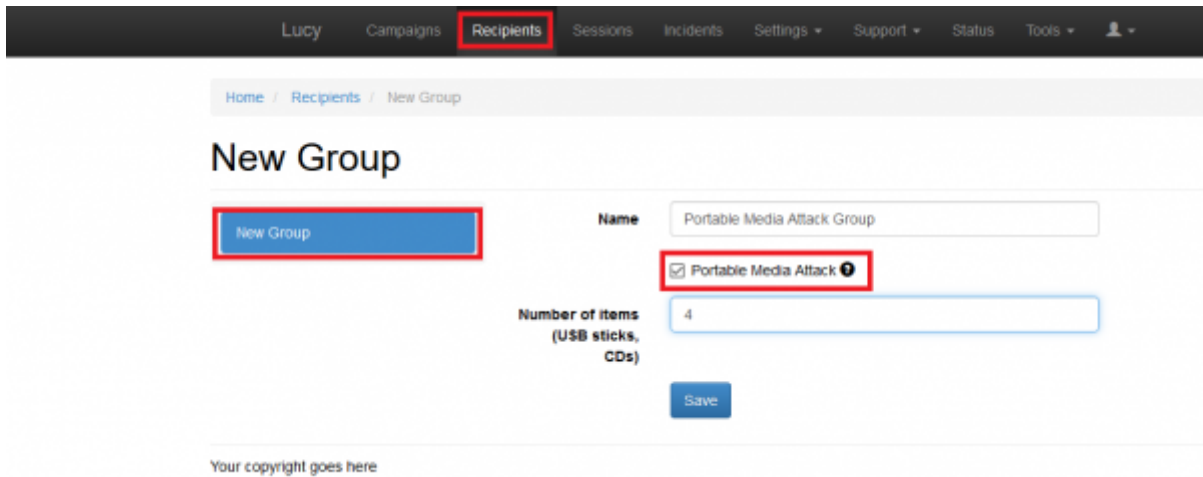 Lucy Campaigns Recipients Sessions Incidents Settings Support Status Tools
Home / Recipients / New Group
New Group
New Group
Name
Portable Media Attack Group
Portable Media Attack
Number of items
(USB sticks,
CDs)
4
Save
Your copyright goes here